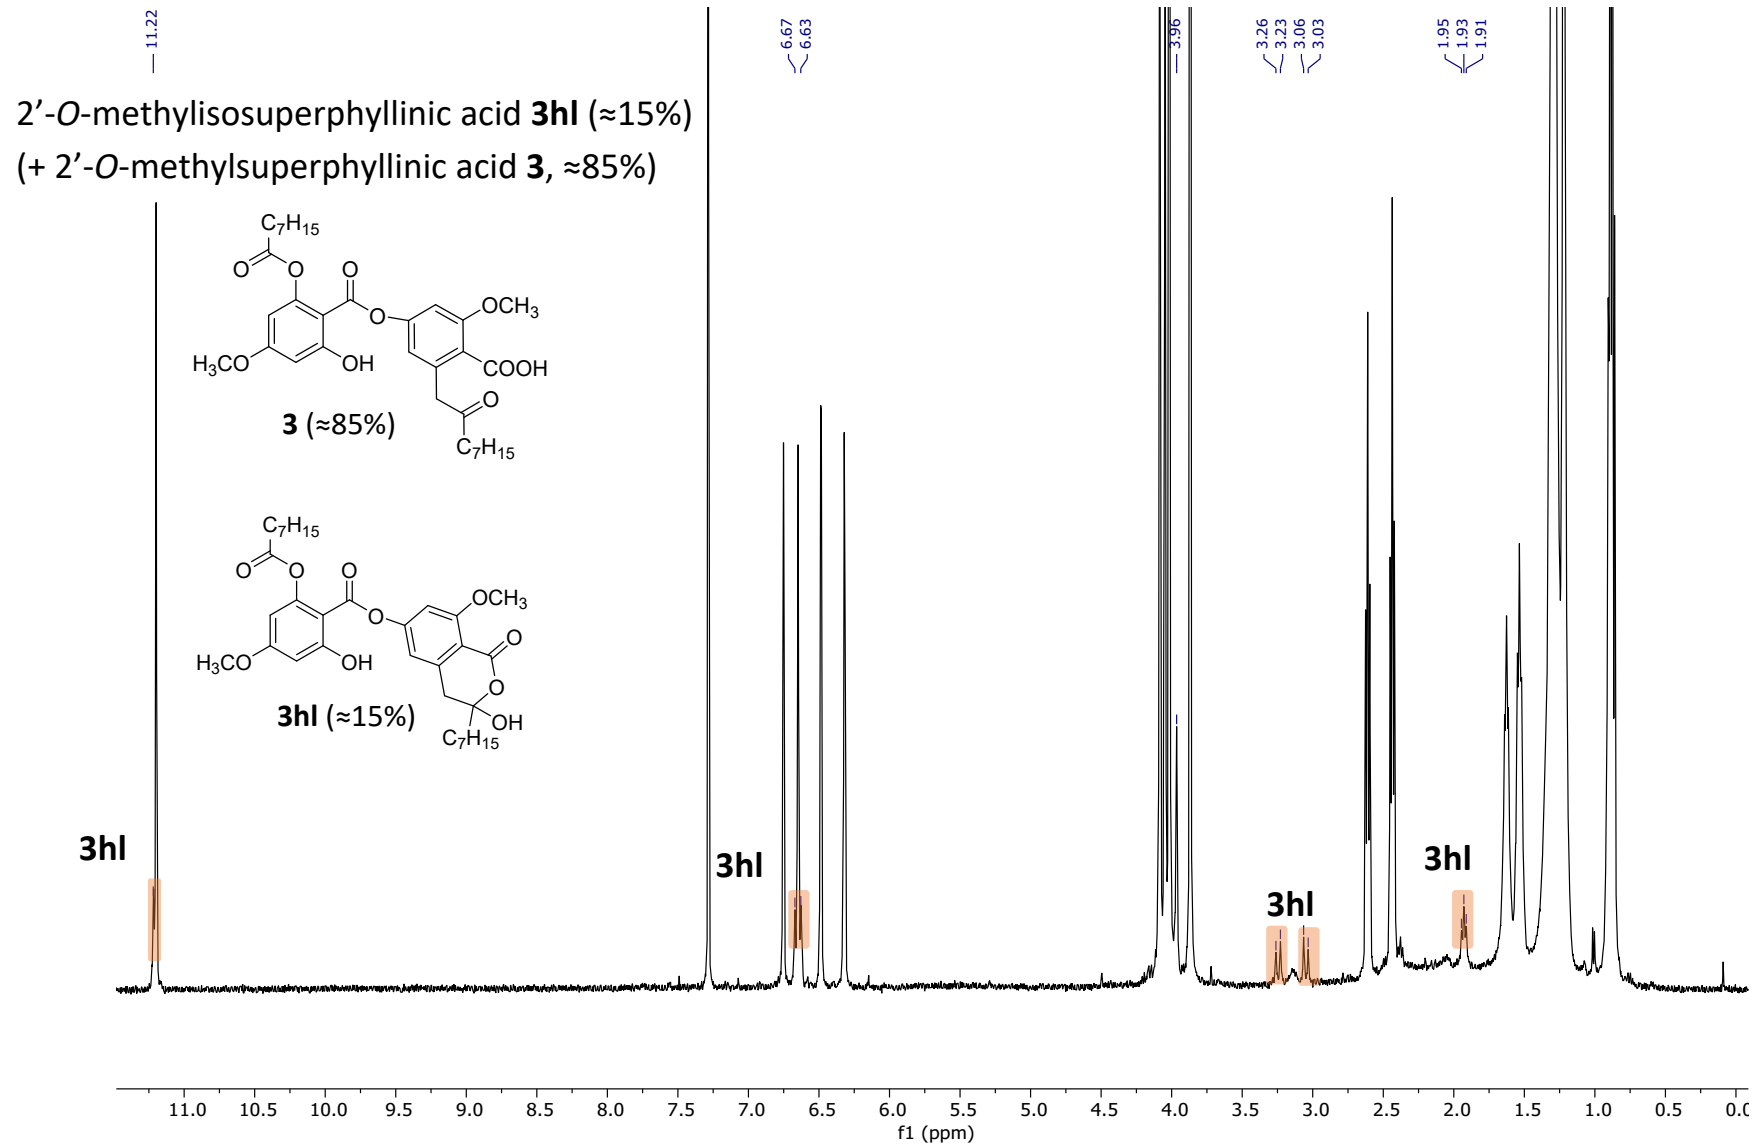 11.22
6.67
6.63
3.96
3.26
3.23
3.06
3.03
1.95
1.93
1.91
2’-O-methylisosuperphyllinic acid 3hl (≈15%)
(+ 2’-O-methylsuperphyllinic acid 3, ≈85%)
C₇H₁₅
O
O
O
O
OCH₃
H₃CO
OH
COOH
O
3 (≈85%)
C₇H₁₅
C₇H₁₅
O
O
O
O
OCH₃
O
H₃CO
OH
O
3hl (≈15%)
OH
C₇H₁₅
3hl
3hl
3hl
3hl
11.0 10.5 10.0 9.5 9.0 8.5 8.0 7.5 7.0 6.5 6.0 5.5 5.0 4.5 4.0 3.5 3.0 2.5 2.0 1.5 1.0 0.5 0.0
f1 (ppm)